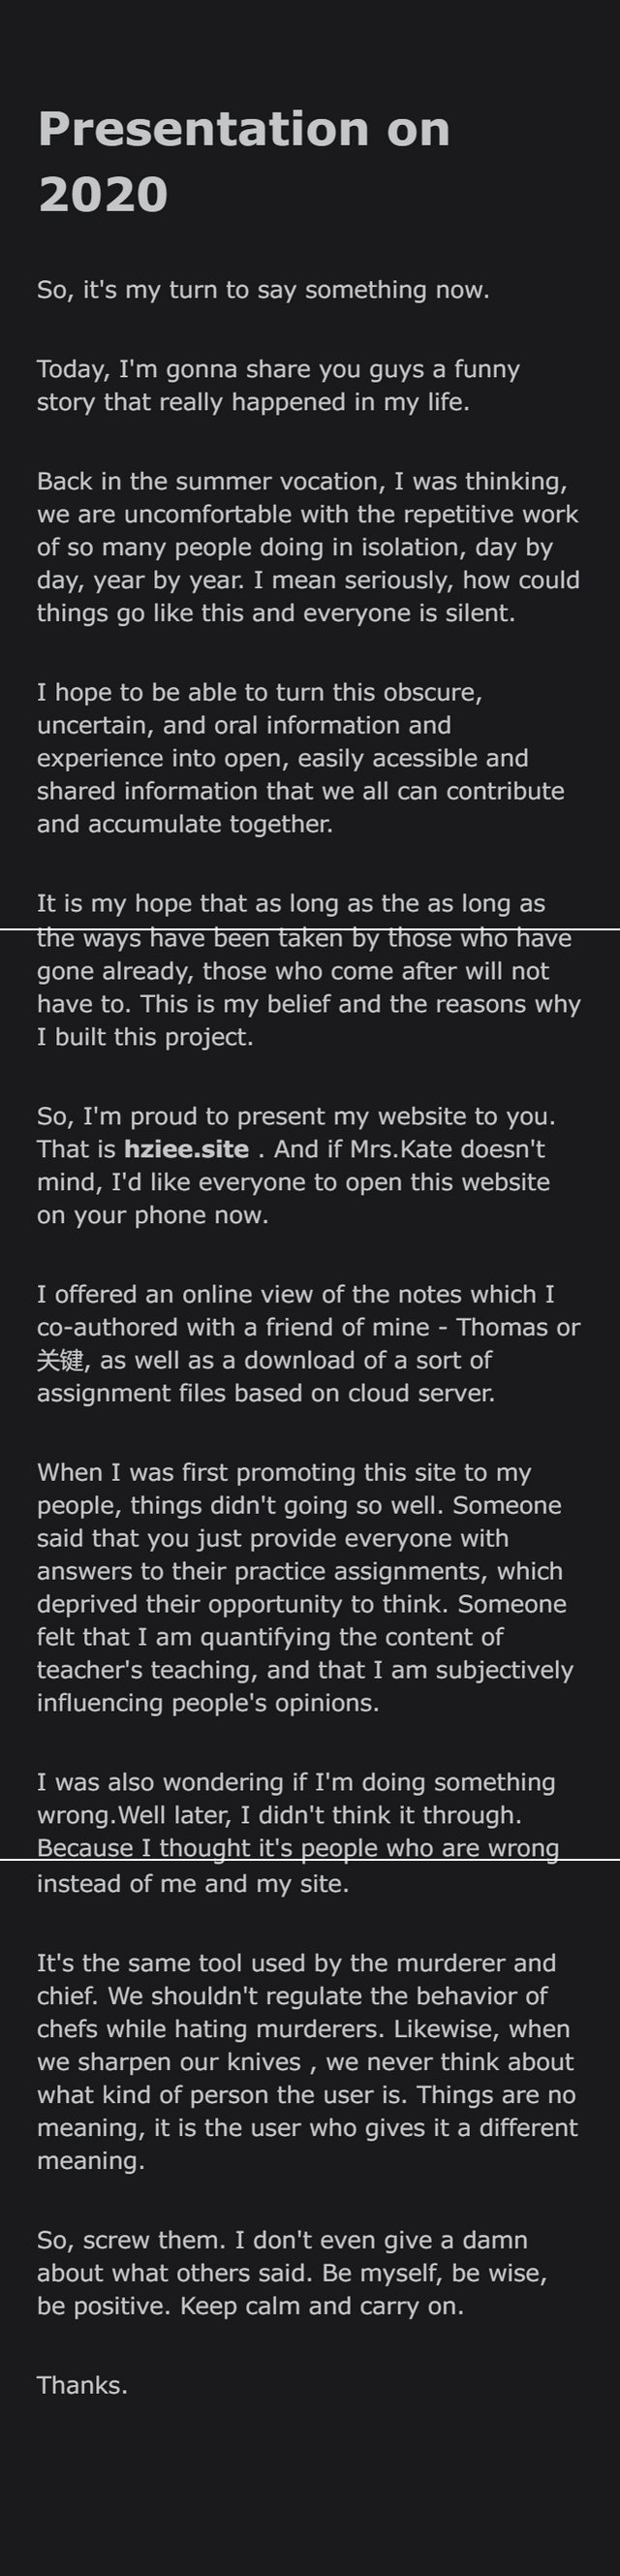 Presentation on
2020
So, it's my turn to say something now.
Today, I'm gonna share you guys a funny
story that really happened in my life.
Back in the summer vocation, I was thinking,
we are uncomfortable with the repetitive work
of so many people doing in isolation, day by
day, year by year. I mean seriously, how could
things go like this and everyone is silent.
I hope to be able to turn this obscure,
uncertain, and oral information and
experience into open, easily acessible and
shared information that we all can contribute
and accumulate together.
It is my hope that as long as the as long as
the ways have been taken by those who have
gone already, those who come after will not
have to. This is my belief and the reasons why
I built this project.
So, I'm proud to present my website to you.
That is hziee.site . And if Mrs.Kate doesn't
mind, I'd like everyone to open this website
on your phone now.
I offered an online view of the notes which I
co-authored with a friend of mine - Thomas or
关键, as well as a download of a sort of
assignment files based on cloud server.
When I was first promoting this site to my
people, things didn't going so well. Someone
said that you just provide everyone with
answers to their practice assignments, which
deprived their opportunity to think. Someone
felt that I am quantifying the content of
teacher's teaching, and that I am subjectively
influencing people's opinions.
I was also wondering if I'm doing something
wrong.Well later, I didn't think it through.
Because I thought it's people who are wrong
instead of me and my site.
It's the same tool used by the murderer and
chief. We shouldn't regulate the behavior of
chefs while hating murderers. Likewise, when
we sharpen our knives , we never think about
what kind of person the user is. Things are no
meaning, it is the user who gives it a different
meaning.
So, screw them. I don't even give a damn
about what others said. Be myself, be wise,
be positive. Keep calm and carry on.
Thanks.